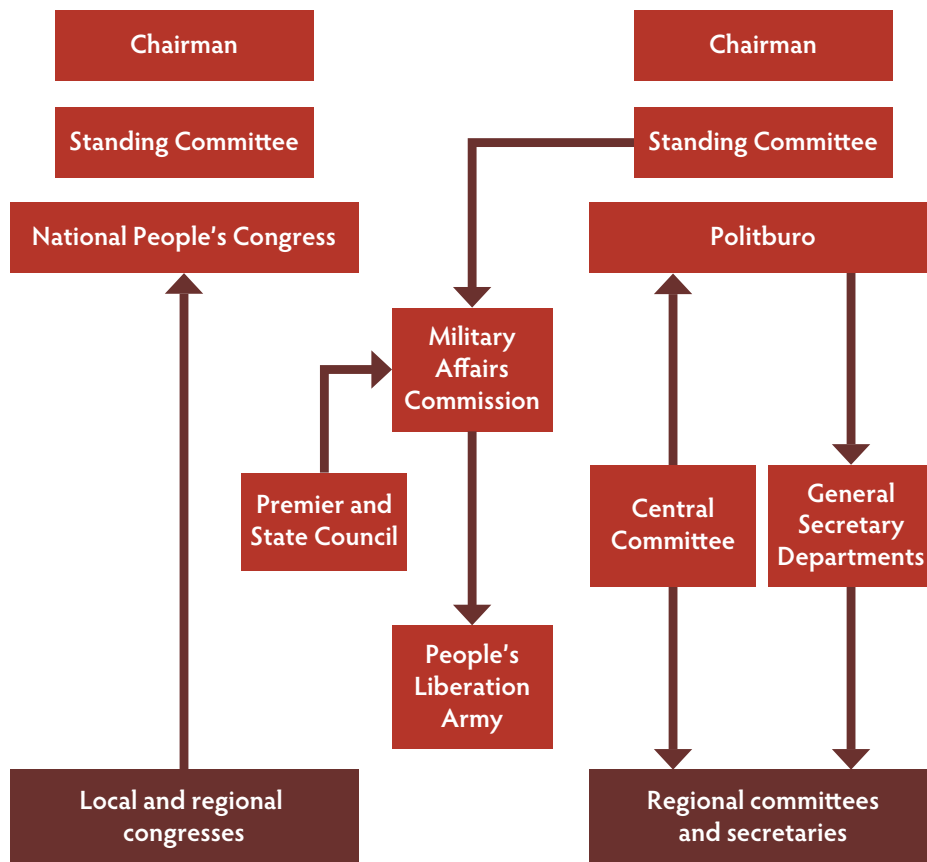 Chairman
Chairman
Standing Committee
Standing Committee
National People's Congress
Politburo
Military
Affairs
Commission
Premier and
State Council
Central
Committee
General
Secretary
Departments
People's
Liberation
Army
Local and regional
congresses
Regional committees
and secretaries